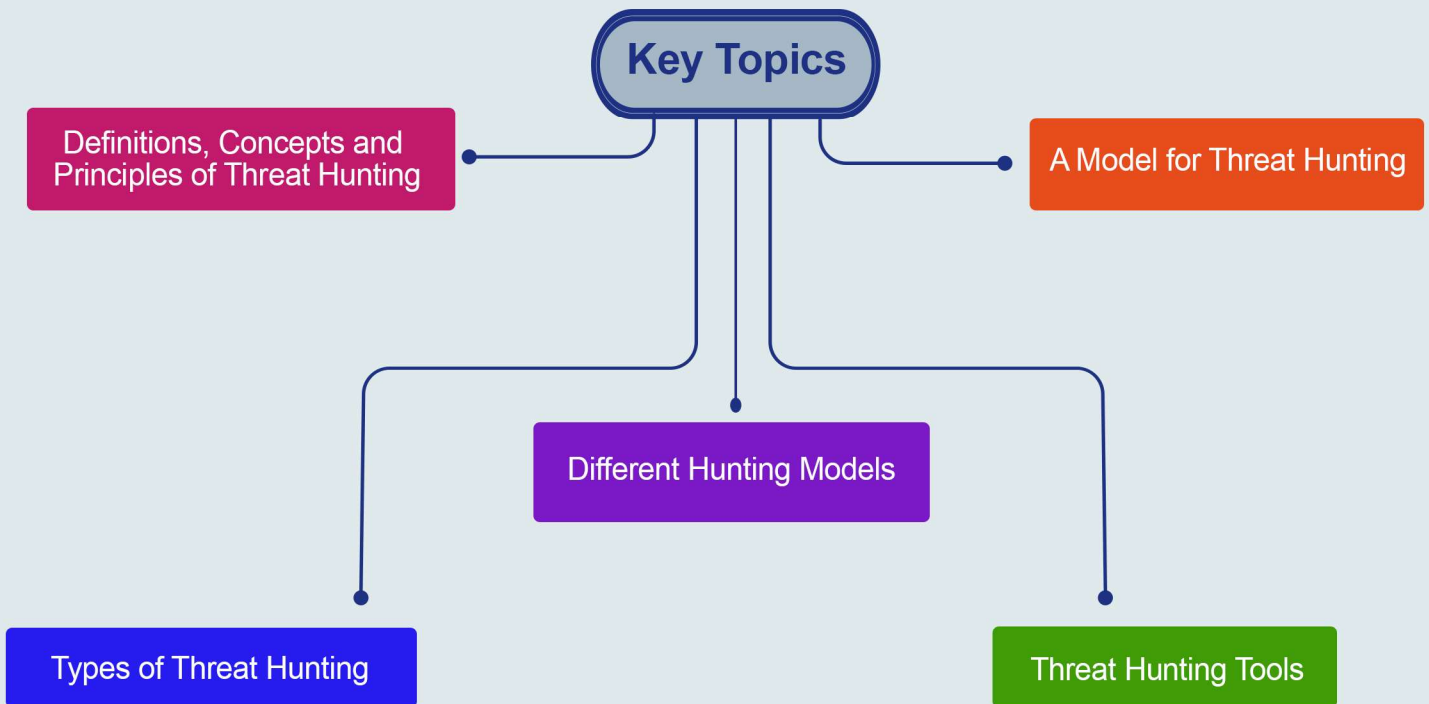 Key Topics
Definitions, Concepts and
Principles of Threat Hunting
A Model for Threat Hunting
Different Hunting Models
Types of Threat Hunting
Threat Hunting Tools